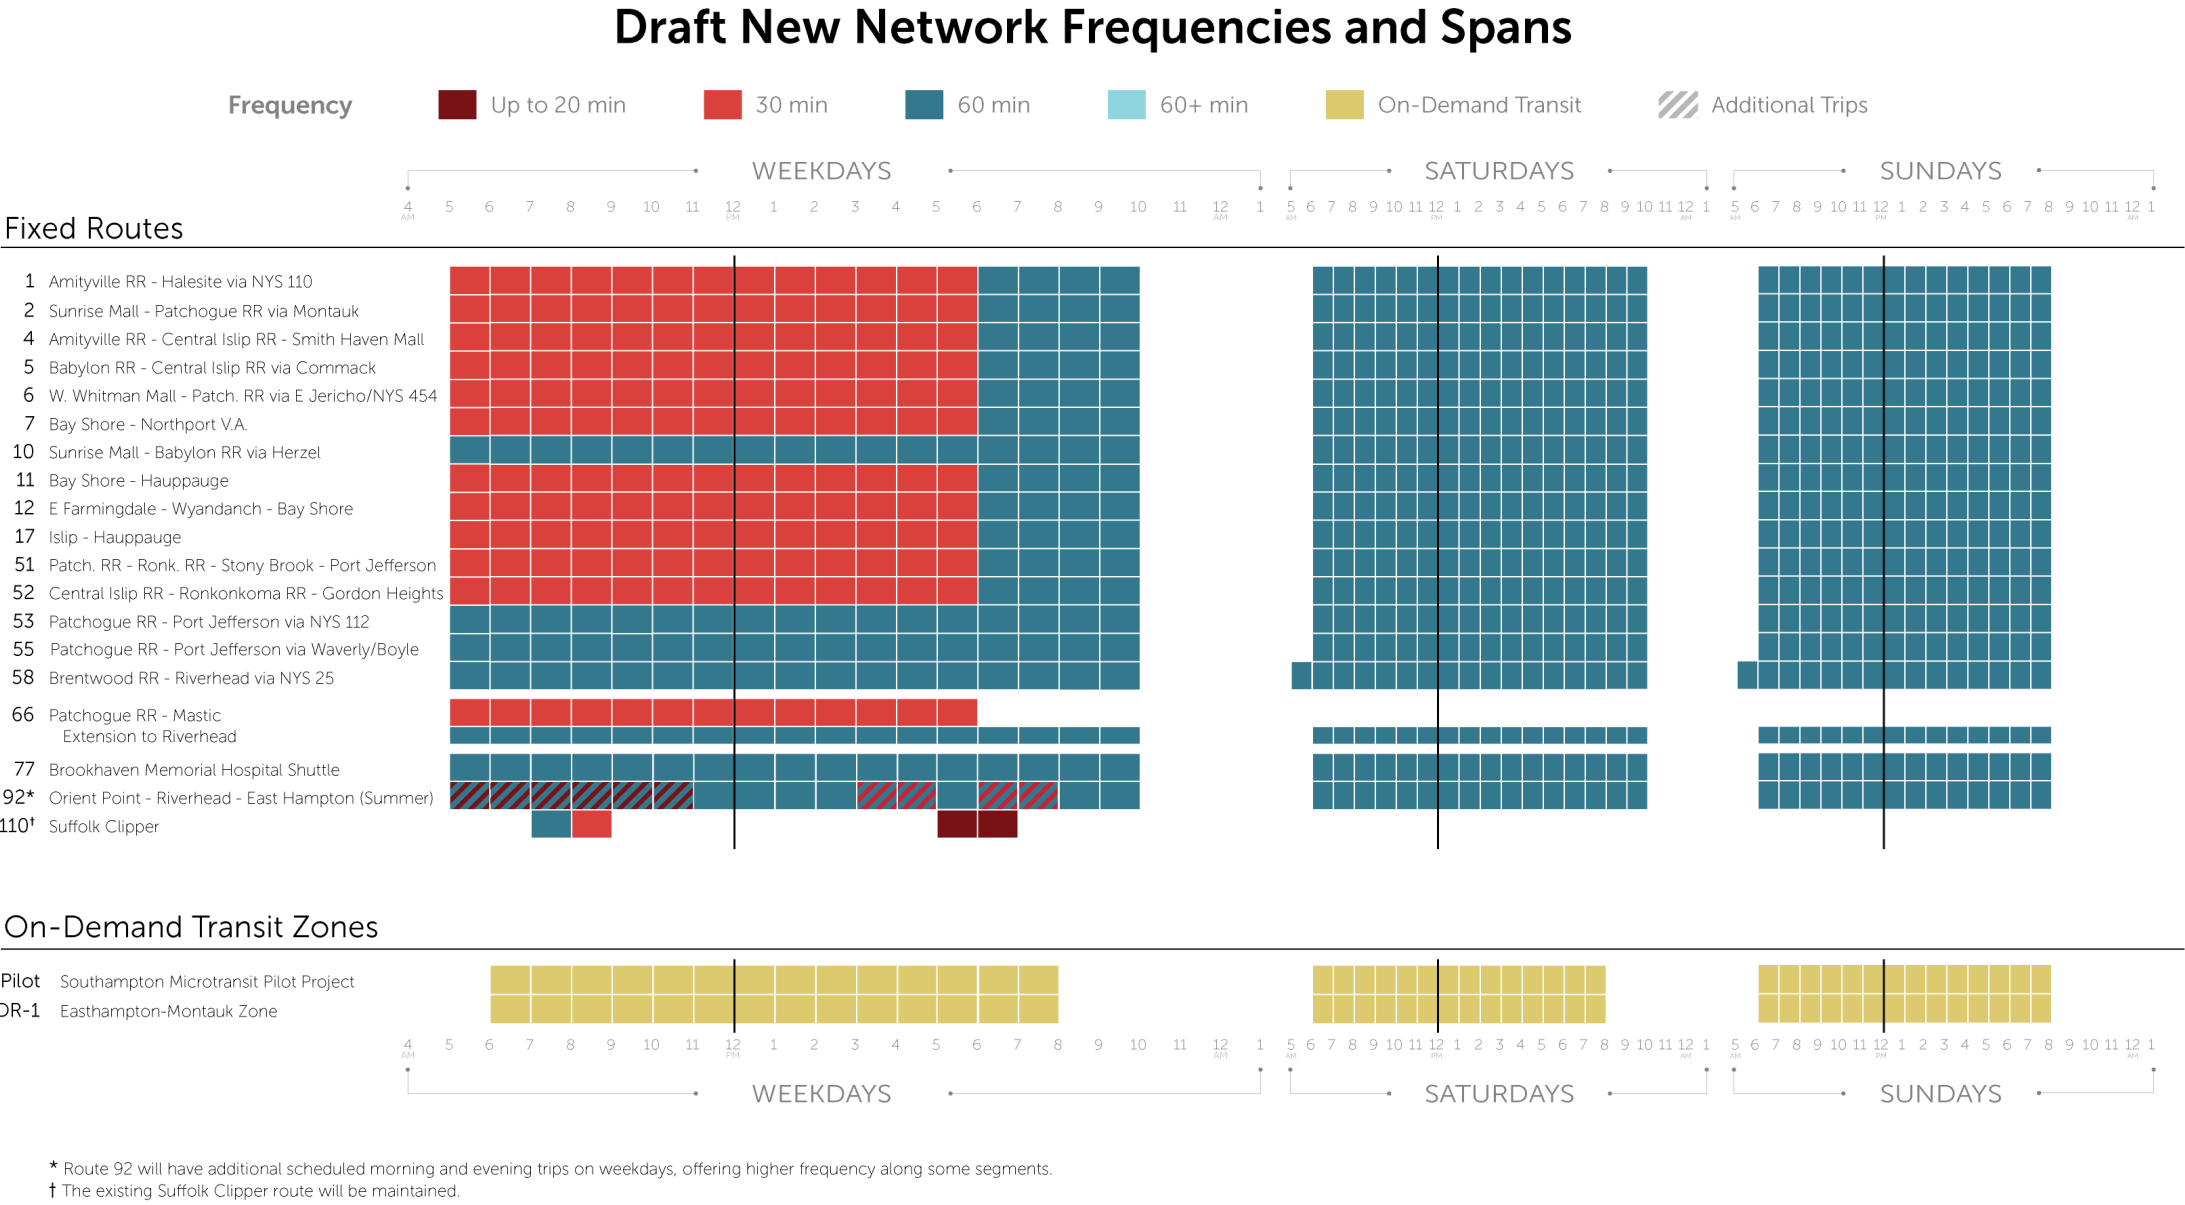 Draft New Network Frequencies and Spans
Frequency Up to 20 min 30 min 60 min 60+ min On-Demand Transit Additional Trips
WEEKDAYS SATURDAYS SUNDAYS
4 5 6 7 8 9 10 11 12 1 2 3 4 5 6 7 8 9 10 11 12 1 5 6 7 8 9 10 11 12 1 2 3 4 5 6 7 8 9 10 11 12 1 5 6 7 8 9 10 11 12 1 2 3 4 5 6 7 8 9 10 11 12 1
AM PM AM AM PM AM AM PM AM
Fixed Routes
1 Amityville RR - Halesite via NYS 110
2 Sunrise Mall - Patchogue RR via Montauk
4 Amityville RR - Central Islip RR - Smith Haven Mall
5 Babylon RR - Central Islip RR via Commack
6 W. Whitman Mall - Patch. RR via E Jericho/NYS 454
7 Bay Shore - Northport V.A.
10 Sunrise Mall - Babylon RR via Herzel
11 Bay Shore - Hauppauge
12 E Farmingdale - Wyandanch - Bay Shore
17 Islip - Hauppauge
51 Patch. RR - Ronk. RR - Stony Brook - Port Jefferson
52 Central Islip RR - Ronkonkoma RR - Gordon Heights
53 Patchogue RR - Port Jefferson via NYS 112
55 Patchogue RR - Port Jefferson via Waverly/Boyle
58 Brentwood RR - Riverhead via NYS 25
66 Patchogue RR - Mastic
Extension to Riverhead
77 Brookhaven Memorial Hospital Shuttle
92* Orient Point - Riverhead - East Hampton (Summer)
110† Suffolk Clipper
On-Demand Transit Zones
Pilot Southampton Microtransit Pilot Project
DR-1 Easthampton-Montauk Zone
4 5 6 7 8 9 10 11 12 1 2 3 4 5 6 7 8 9 10 11 12 1 5 6 7 8 9 10 11 12 1 2 3 4 5 6 7 8 9 10 11 12 1 5 6 7 8 9 10 11 12 1 2 3 4 5 6 7 8 9 10 11 12 1
AM PM AM AM PM AM AM PM AM
WEEKDAYS SATURDAYS SUNDAYS
* Route 92 will have additional scheduled morning and evening trips on weekdays, offering higher frequency along some segments.
† The existing Suffolk Clipper route will be maintained.